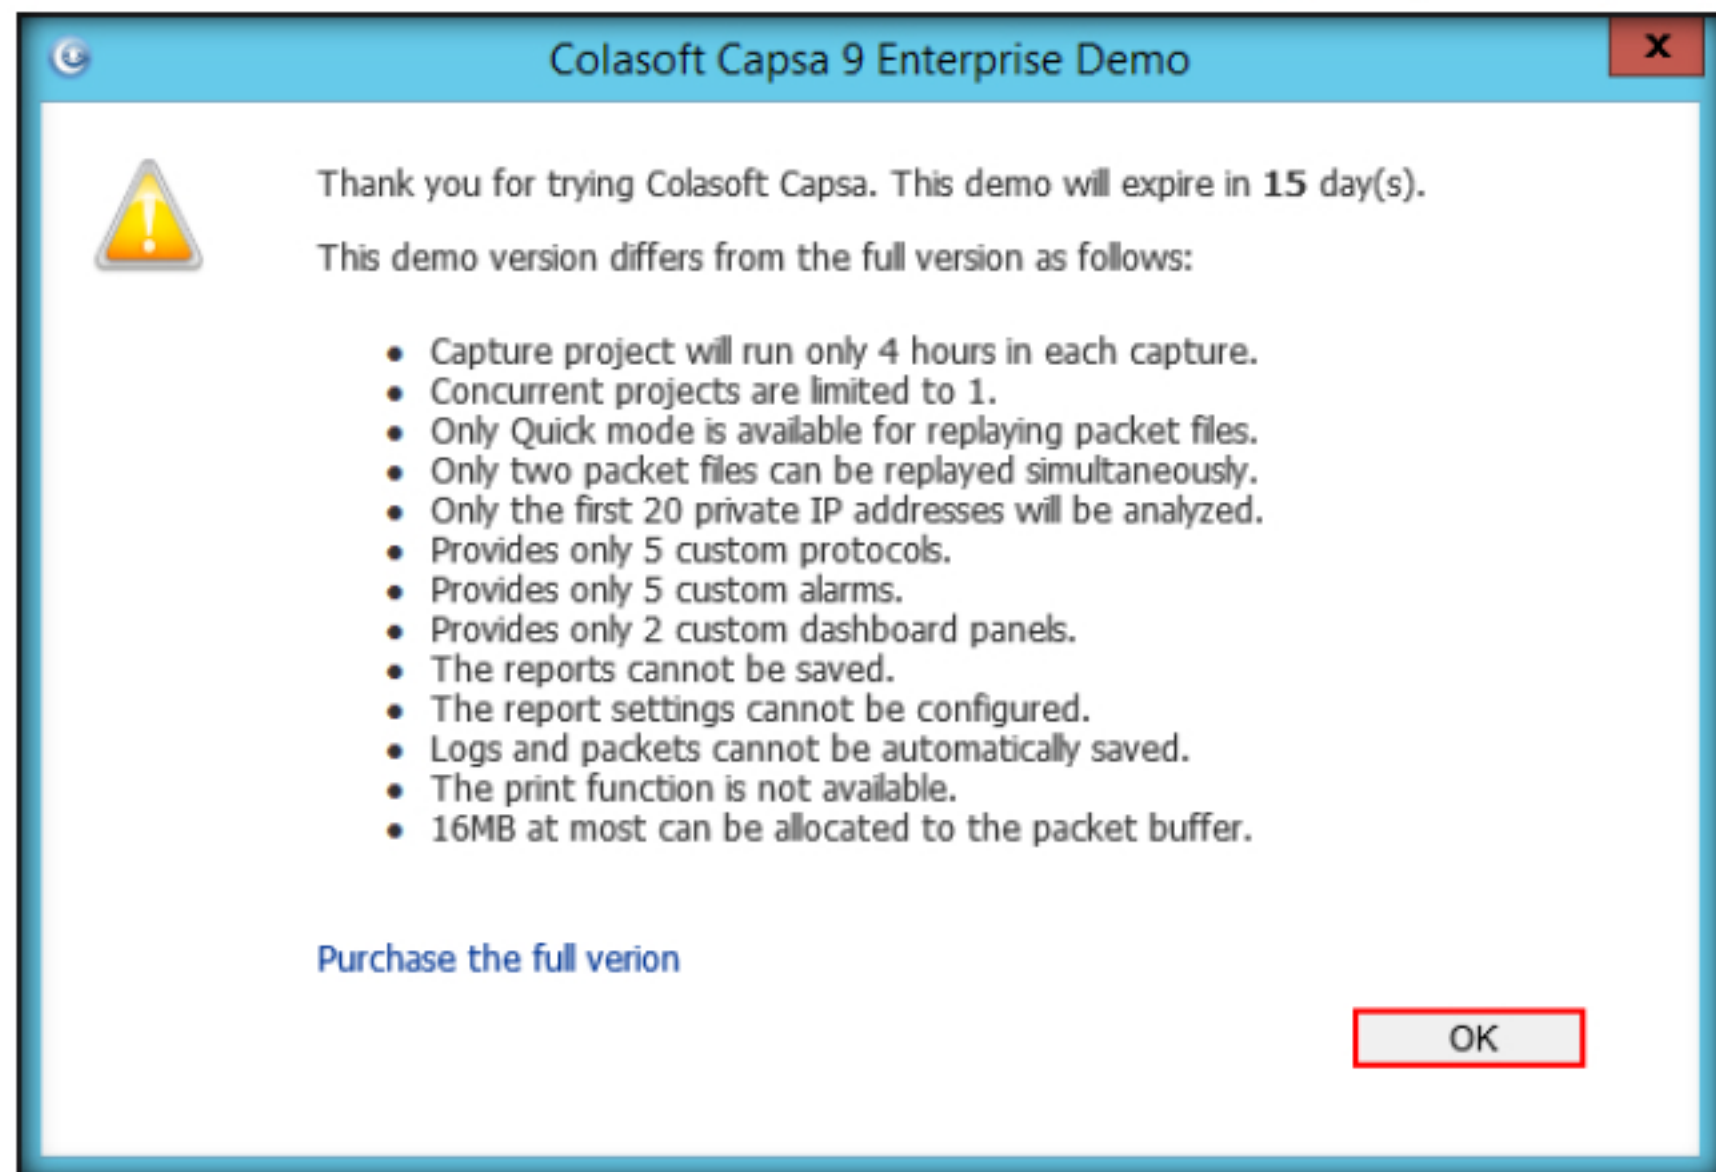 Colasoft Capsa 9 Enterprise Demo
x
Thank you for trying Colasoft Capsa. This demo will expire in 15 day(s).
This demo version differs from the full version as follows:
• Capture project will run only 4 hours in each capture.
• Concurrent projects are limited to 1.
• Only Quick mode is available for replaying packet files.
• Only two packet files can be replayed simultaneously.
• Only the first 20 private IP addresses will be analyzed.
• Provides only 5 custom protocols.
• Provides only 5 custom alarms.
• Provides only 2 custom dashboard panels.
• The reports cannot be saved.
• The report settings cannot be configured.
• Logs and packets cannot be automatically saved.
• The print function is not available.
• 16MB at most can be allocated to the packet buffer.
Purchase the full verion
OK